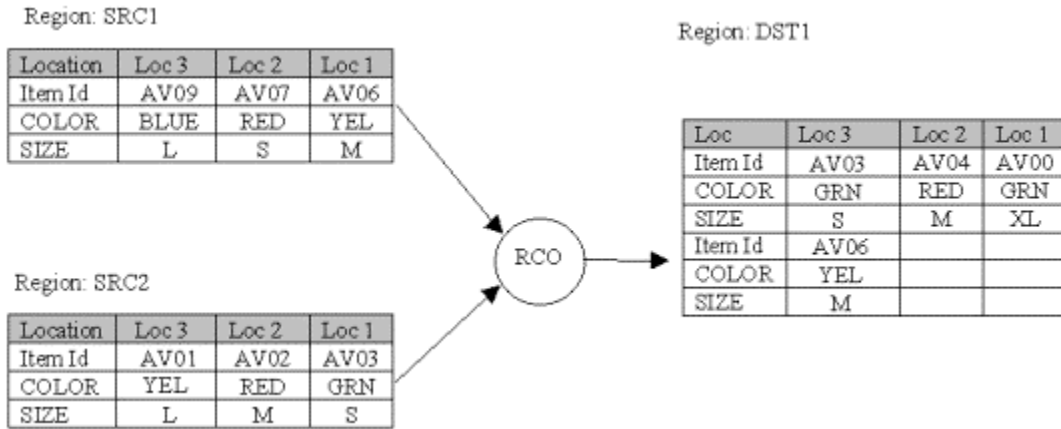 Region: SRC1
Location Loc 3 Loc 2 Loc 1
Item Id AV09 AV07 AV06
COLOR BLUE RED YEL
SIZE L S M
Region: SRC2
Location Loc 3 Loc 2 Loc 1
Item Id AV01 AV02 AV03
COLOR YEL RED GRN
SIZE L M S
RCO
Region: DST1
Loc Loc 3 Loc 2 Loc 1
Item Id AV03 AV04 AV00
COLOR GRN RED GRN
SIZE S M XL
Item Id AV06
COLOR YEL
SIZE M